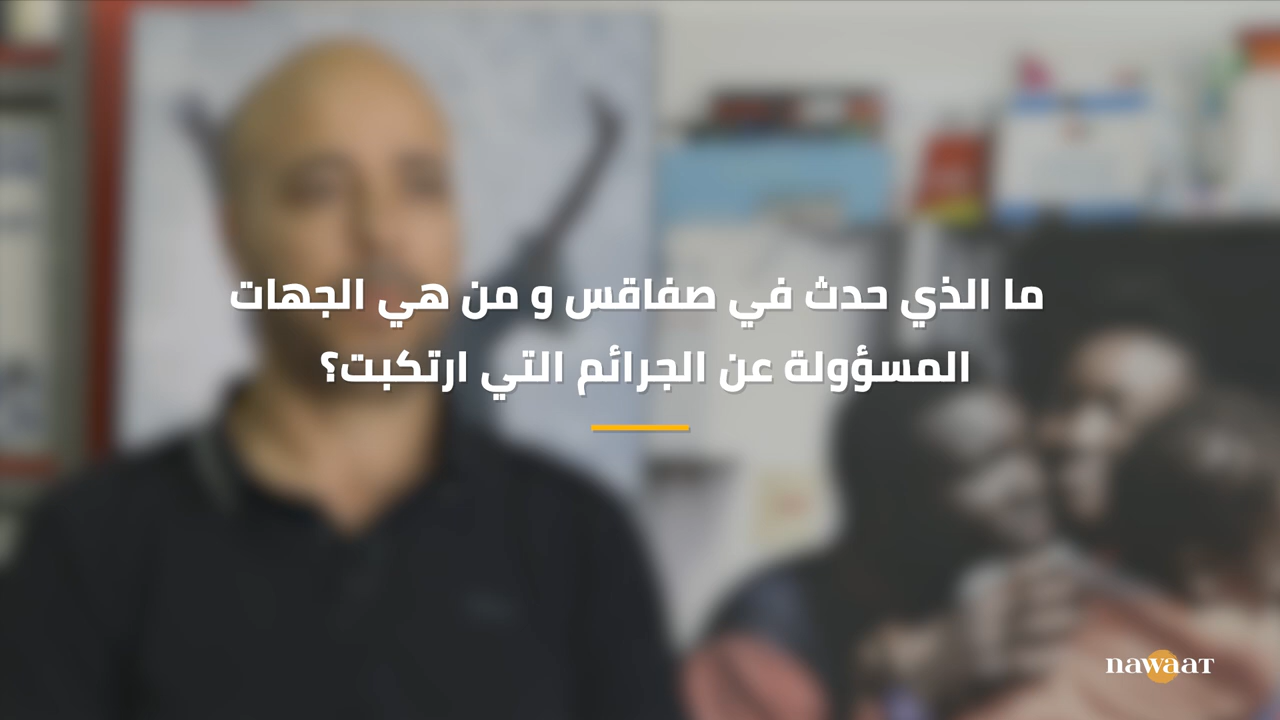 ما الذي حدث في صفاقس و من هي الجهات
المسؤولة عن الجرائم التي ارتكبت؟
nawaat